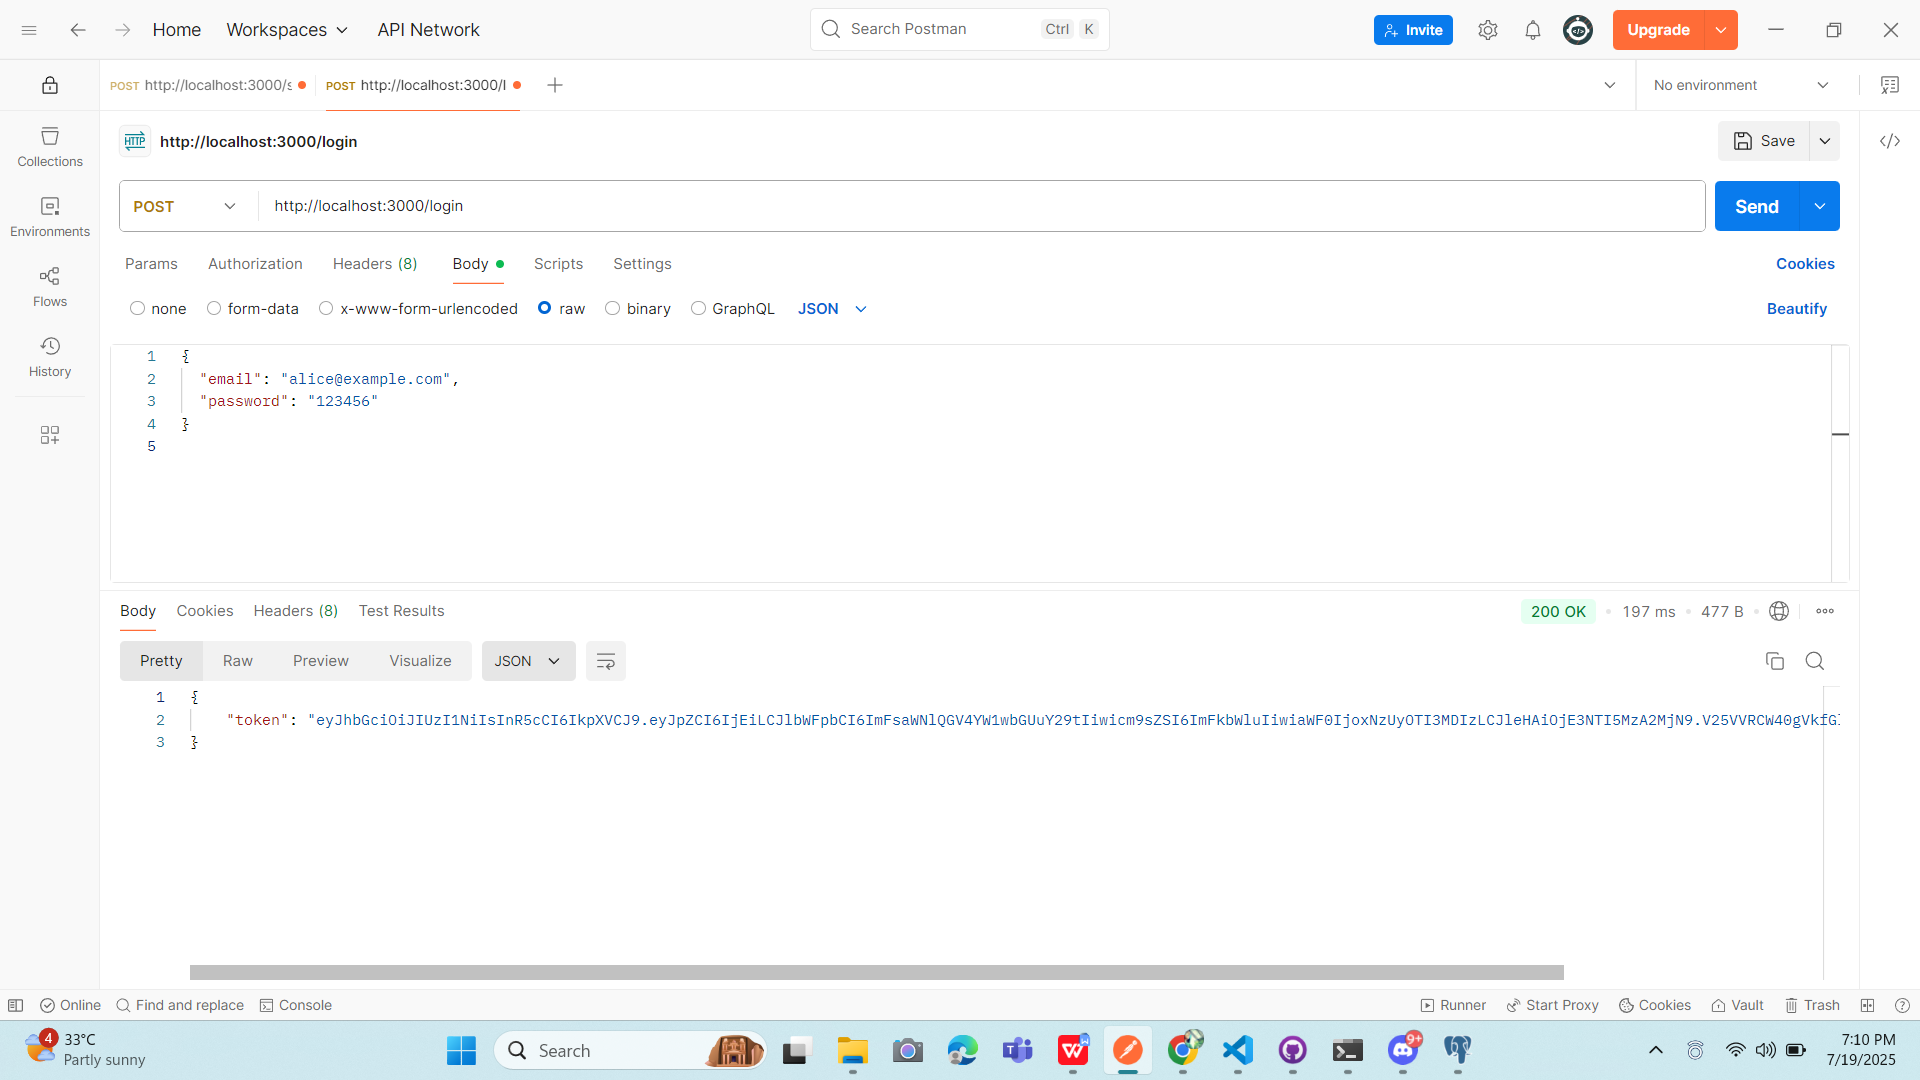 Home
Workspaces
API Network
Search Postman
Ctrl K
Invite
Upgrade
POST http://localhost:3000/s
POST http://localhost:3000/l
No environment
HTTP http://localhost:3000/login
Save
POST
http://localhost:3000/login
Send
Collections
Environments
Flows
History
Params
Authorization
Headers (8)
Body
Scripts
Settings
Cookies
none
form-data
x-www-form-urlencoded
raw
binary
GraphQL
JSON
Beautify
1 {
2 "email": "alice@example.com",
3 "password": "123456"
4 }
5
Body
Cookies
Headers (8)
Test Results
200 OK
197 ms
477 B
Pretty
Raw
Preview
Visualize
JSON
1 {
2 "token": "eyJhbGciOiJIUzI1NiIsInR5cCI6IkpXVCJ9.eyJpZCI6IjEiLCJlbWFpbCI6ImFsaWNlQGV4YW1wbGUuY29tIiwicm9sZSI6ImFkbWluIiwiaWF0IjoxNzUyOTI3MDIzLCJleHAiOjE3NTI5MzA2MjN9.V25VVRCW40gVkfGl
3 }
Online
Find and replace
Console
Runner
Start Proxy
Cookies
Vault
Trash
4
33°C
Partly sunny
Search
9+
7:10 PM
7/19/2025